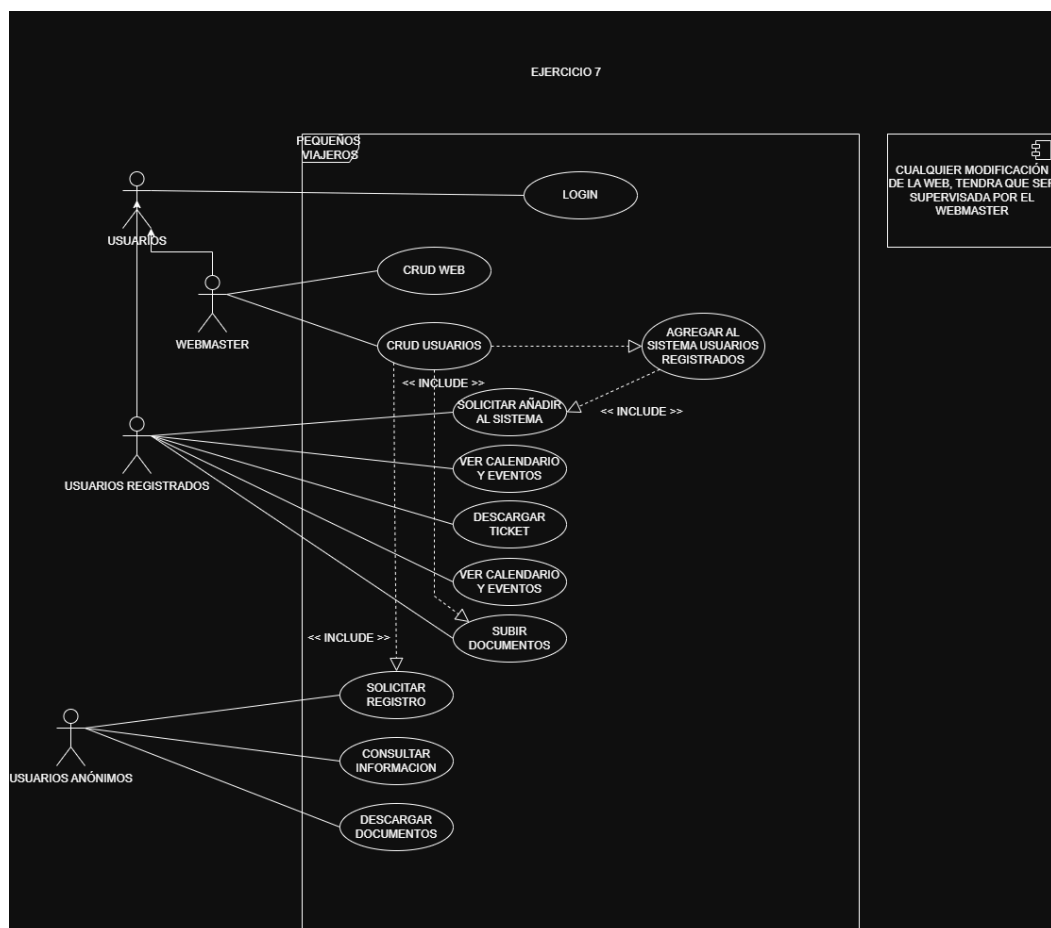 EJERCICIO 7
PEQUEÑOS
VIAJEROS
CUALQUIER MODIFICACIÓN
DE LA WEB, TENDRA QUE SER
SUPERVISADA POR EL
WEBMASTER
LOGIN
USUARIOS
CRUD WEB
WEBMASTER
CRUD USUARIOS
AGREGAR AL
SISTEMA USUARIOS
REGISTRADOS
<< INCLUDE >>
SOLICITAR AÑADIR
AL SISTEMA
<< INCLUDE >>
USUARIOS REGISTRADOS
VER CALENDARIO
Y EVENTOS
DESCARGAR
TICKET
VER CALENDARIO
Y EVENTOS
SUBIR
DOCUMENTOS
<< INCLUDE >>
SOLICITAR
REGISTRO
USUARIOS ANÓNIMOS
CONSULTAR
INFORMACION
DESCARGAR
DOCUMENTOS